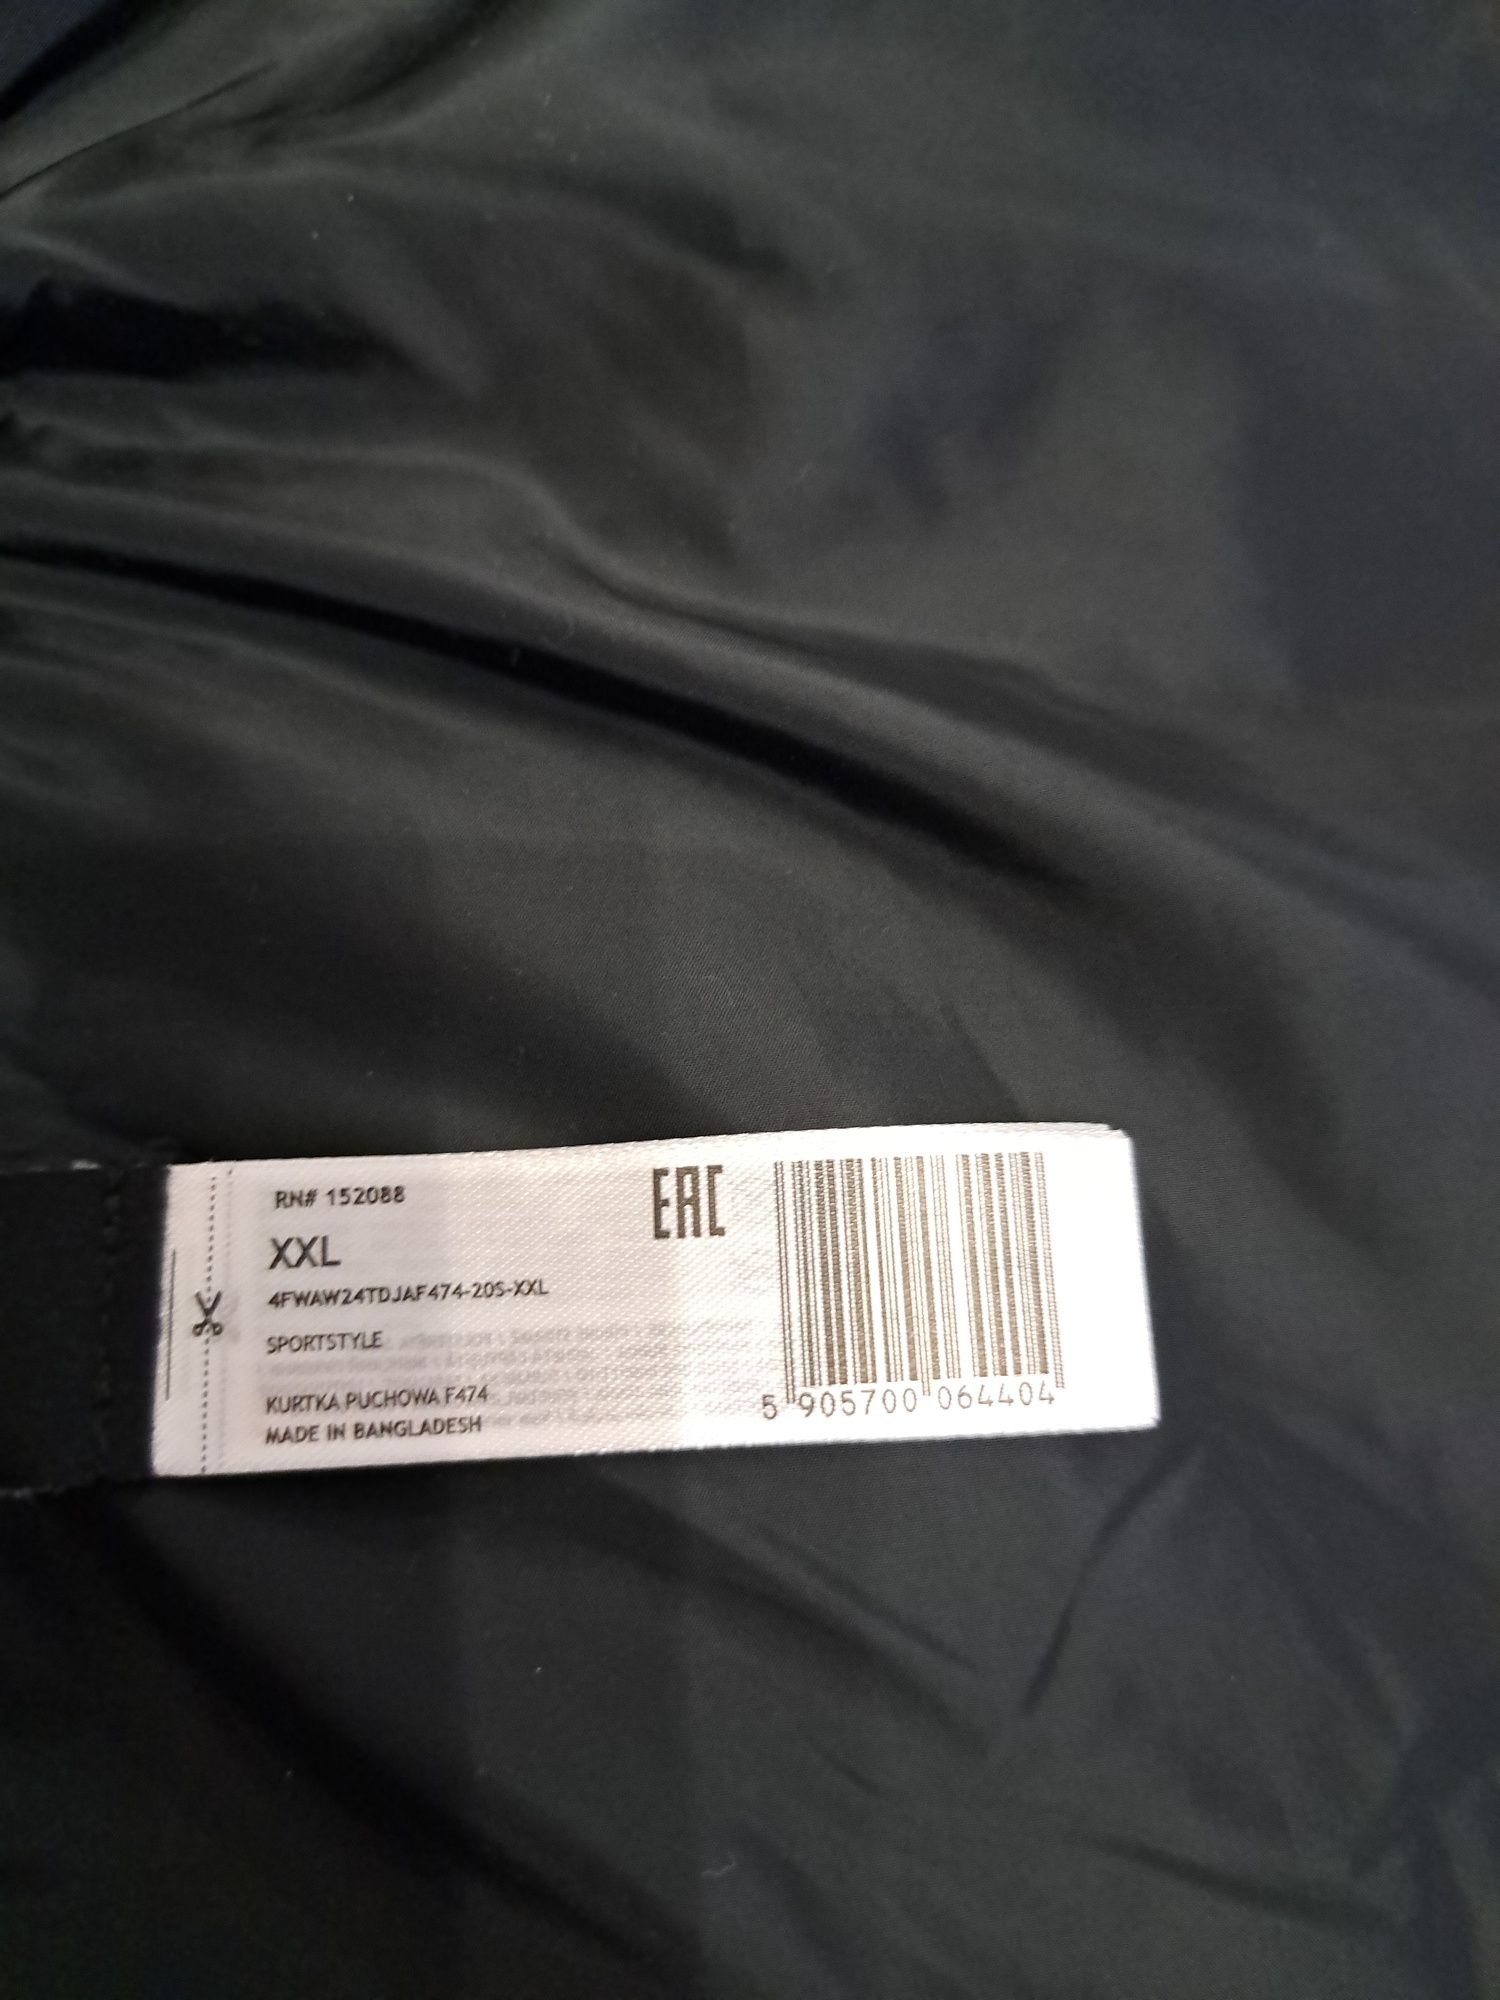 RN# 152088
EAC
XXL
4FWAW24TDJAF474-20S-XXL
SPORTSTYLE
KURTKA PUCHOWA F474
MADE IN BANGLADESH
5 905700 064404